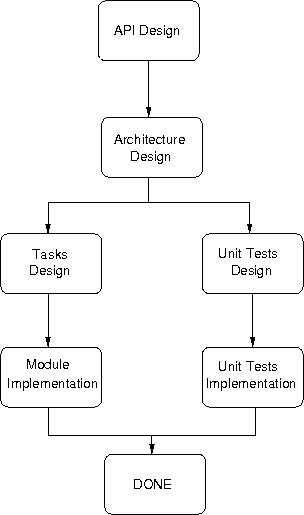 API Design
Architecture
Design
Tasks
Design
Unit Tests
Design
Module
Implementation
Unit Tests
Implementation
DONE